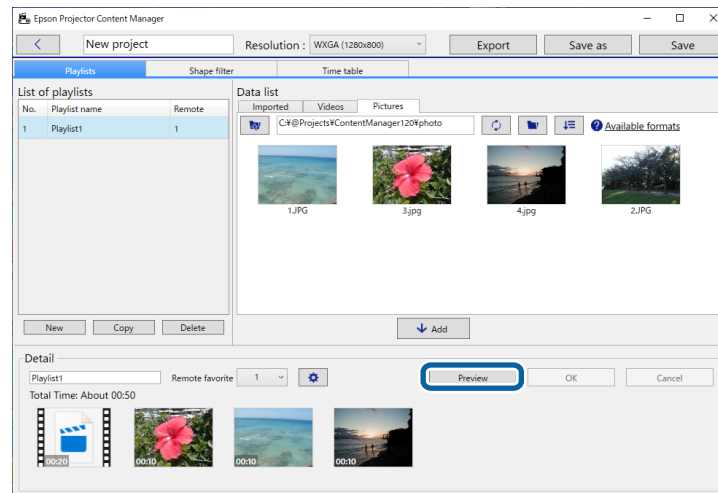 Epson Projector Content Manager
New project Resolution : WXGA (1280x800) Export Save as Save
Playlists Shape filter Time table
List of playlists
No. Playlist name Remote
1 Playlist1 1
New Copy Delete
Data list
Imported Videos Pictures
C:¥@Projects¥ContentManager120¥photo Available formats
1.JPG 3.jpg 4.jpg 2.JPG
Add
Detail
Playlist1 Remote favorite 1 Preview OK Cancel
Total Time: About 00:50
00:20 00:10 00:10 00:10